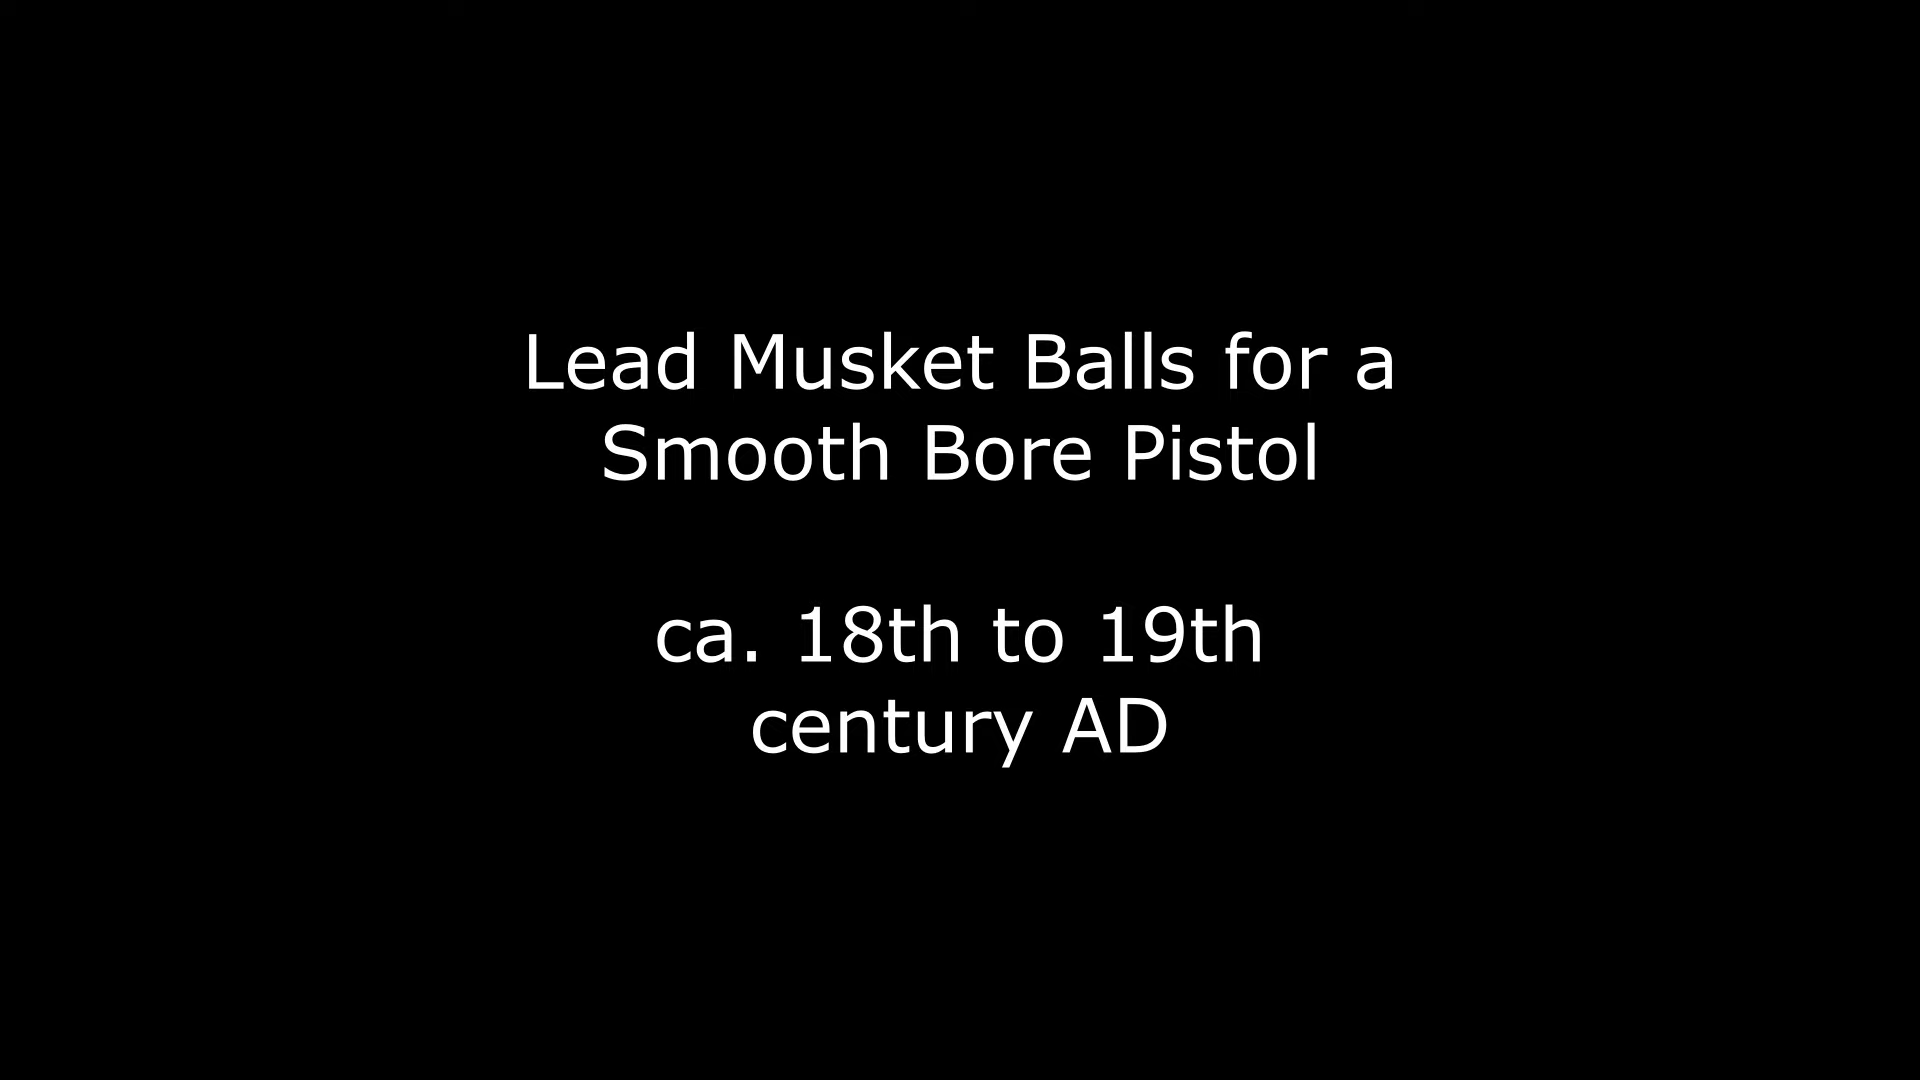 Lead Musket Balls for a
Smooth Bore Pistol
ca. 18th to 19th
century AD